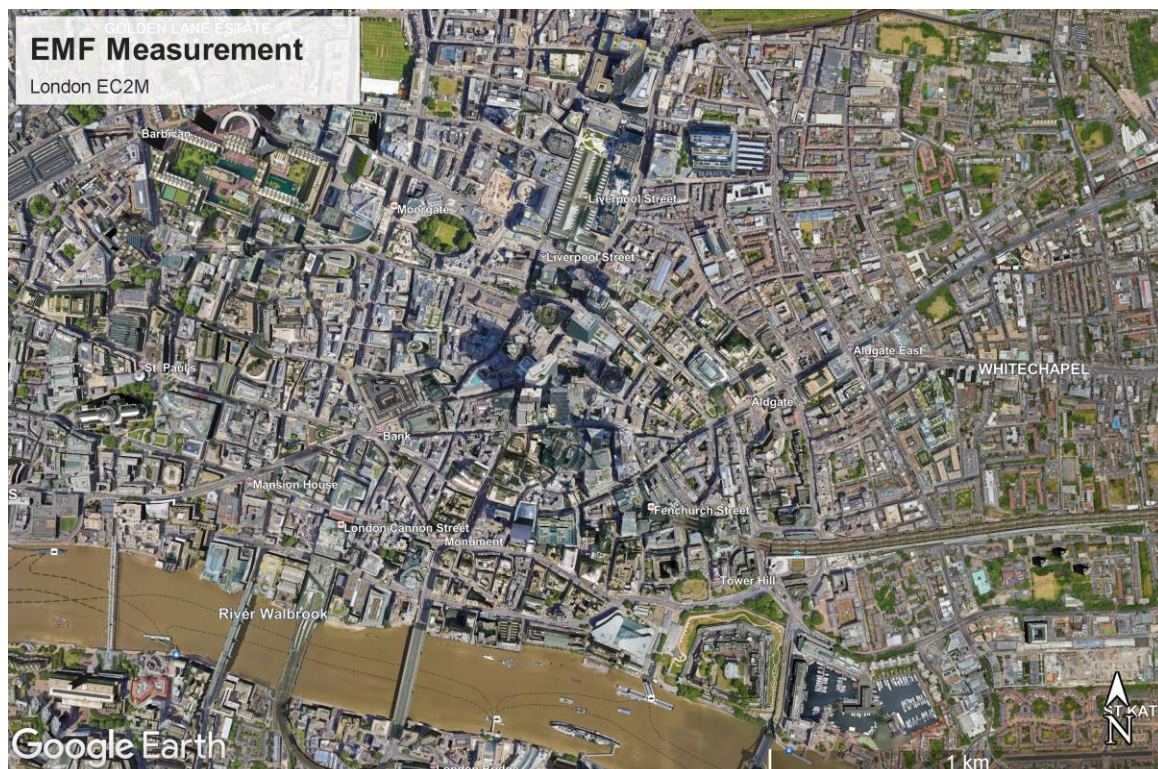 GOLDEN LANE ESTATE
EMF Measurement
London EC2M
Barbican
Moorgate
Liverpool Street
Liverpool Street
Aldgate East
WHITECHAPEL
St. Paul's
Aldgate
Bank
Mansion House
S
Fenchurch Street
London Cannon Street
Monument
Tower Hill
River Walbrook
N
Google Earth
1 km